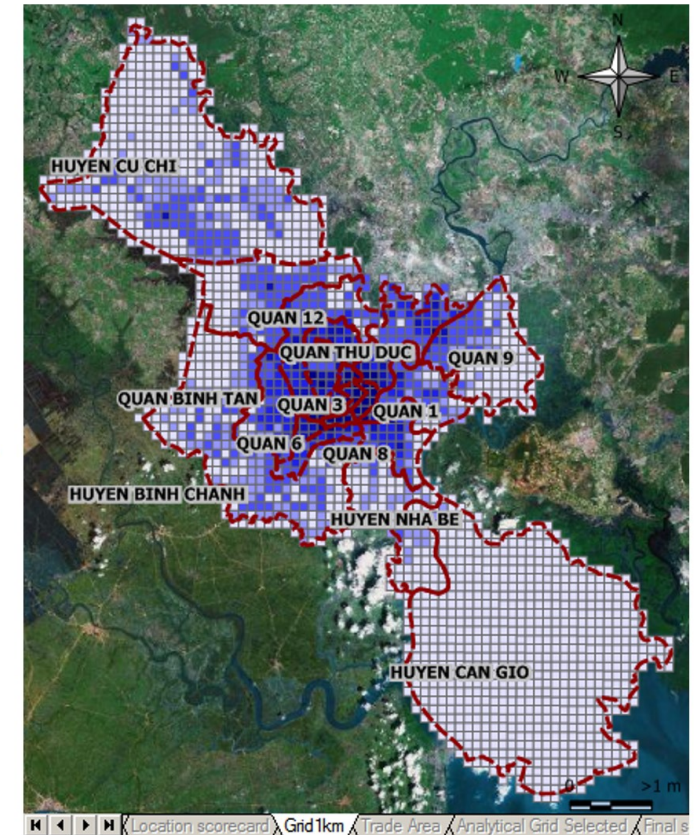 N
W E
S
HUYEN CU CHI
QUAN 12
QUAN THU DUC
QUAN 9
QUAN BINH TAN
QUAN 3
QUAN 1
QUAN 6
QUAN 8
HUYEN BINH CHANH
HUYEN NHA BE
HUYEN CAN GIO
0 >1 m
Location scorecard Grid1km Trade Area Analytical Grid Selected Final s